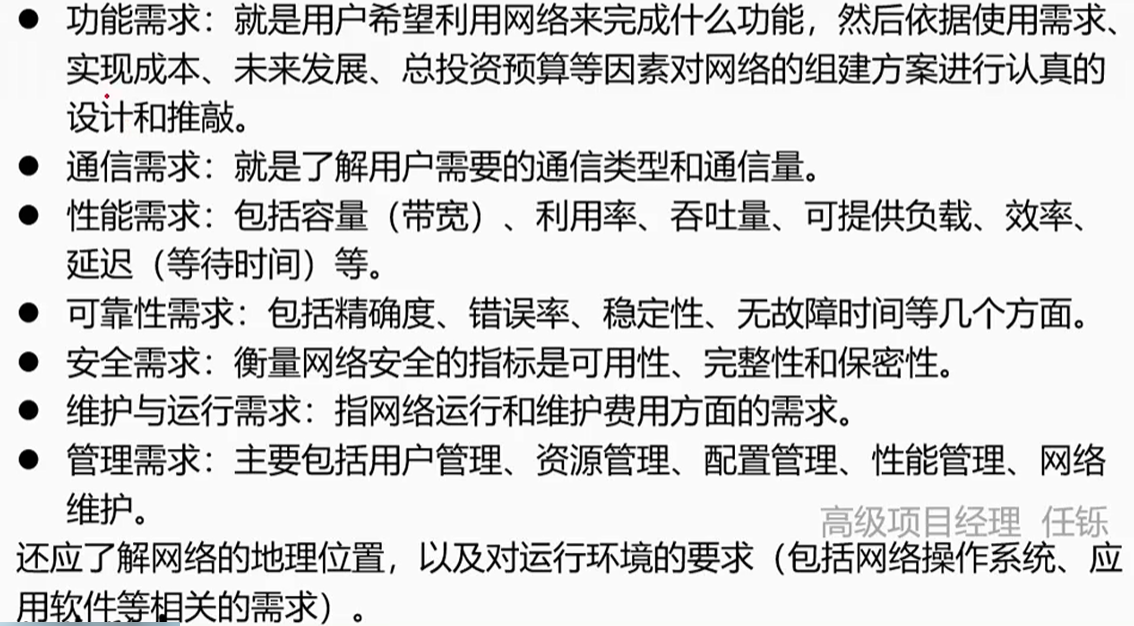 ● 功能需求：就是用户希望利用网络来完成什么功能，然后依据使用需求、
实现成本、未来发展、总投资预算等因素对网络的组建方案进行认真的
设计和推敲。
● 通信需求：就是了解用户需要的通信类型和通信量。
● 性能需求：包括容量（带宽）、利用率、吞吐量、可提供负载、效率、
延迟（等待时间）等。
● 可靠性需求：包括精确度、错误率、稳定性、无故障时间等几个方面。
● 安全需求：衡量网络安全的指标是可用性、完整性和保密性。
● 维护与运行需求：指网络运行和维护费用方面的需求。
● 管理需求：主要包括用户管理、资源管理、配置管理、性能管理、网络
维护。
高级项目经理 任铄
还应了解网络的地理位置，以及对运行环境的要求（包括网络操作系统、应
用软件等相关的需求）。